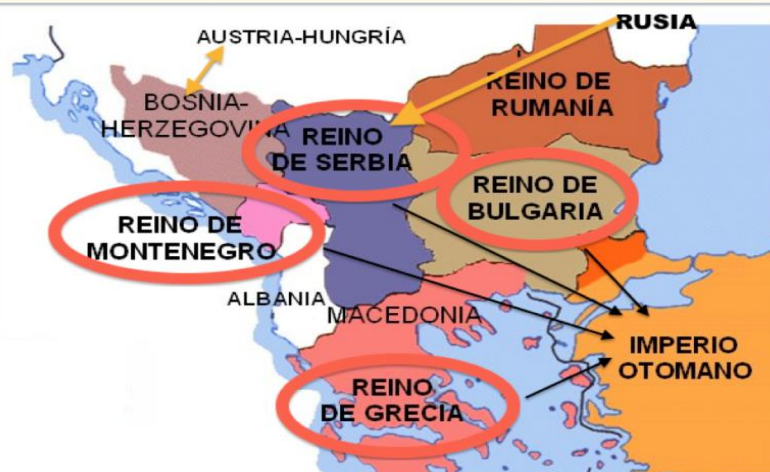 RUSIA
AUSTRIA-HUNGRÍA
REINO DE
RUMANÍA
BOSNIA-
HERZEGOVINA
REINO
DE SERBIA
REINO DE
BULGARIA
REINO DE
MONTENEGRO
ALBANIA
MACEDONIA
IMPERIO
OTOMANO
REINO
DE GRECIA